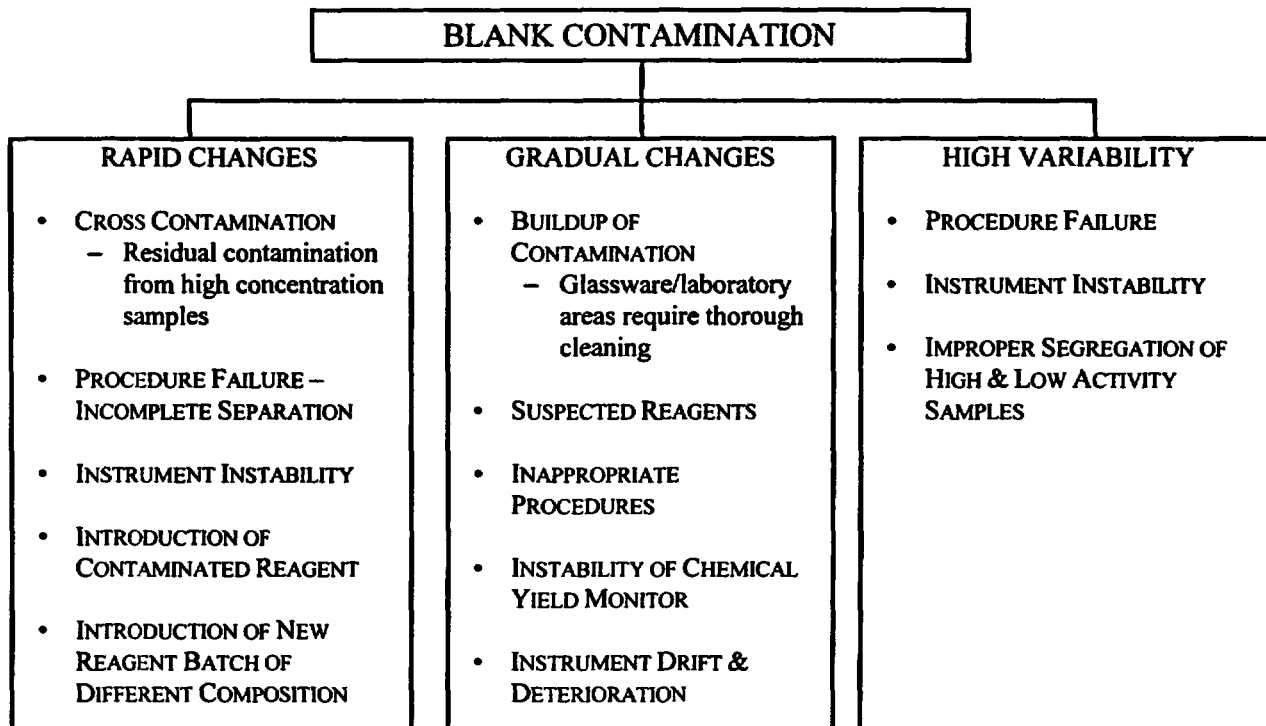 BLANK CONTAMINATION
RAPID CHANGES
• CROSS CONTAMINATION
– Residual contamination
from high concentration
samples
• PROCEDURE FAILURE –
INCOMPLETE SEPARATION
• INSTRUMENT INSTABILITY
• INTRODUCTION OF
CONTAMINATED REAGENT
• INTRODUCTION OF NEW
REAGENT BATCH OF
DIFFERENT COMPOSITION
GRADUAL CHANGES
• BUILDUP OF
CONTAMINATION
– Glassware/laboratory
areas require thorough
cleaning
• SUSPECTED REAGENTS
• INAPPROPRIATE
PROCEDURES
• INSTABILITY OF CHEMICAL
YIELD MONITOR
• INSTRUMENT DRIFT &
DETERIORATION
HIGH VARIABILITY
• PROCEDURE FAILURE
• INSTRUMENT INSTABILITY
• IMPROPER SEGREGATION OF
HIGH & LOW ACTIVITY
SAMPLES